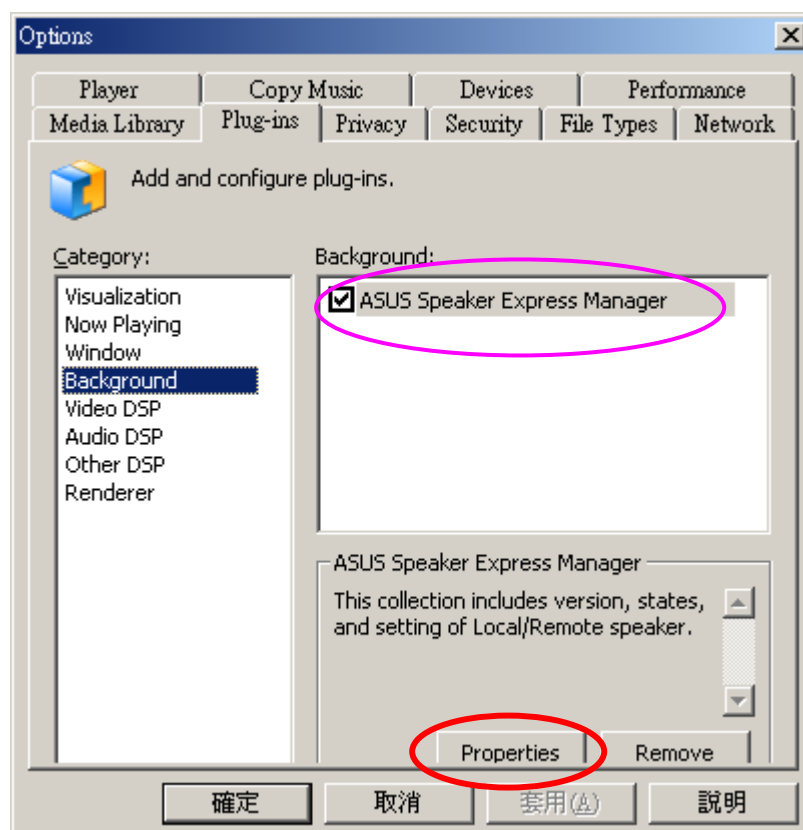 Options
Player Copy Music Devices Performance
Media Library Plug-ins Privacy Security File Types Network
Add and configure plug-ins.
Category:
Visualization
Now Playing
Window
Background
Video DSP
Audio DSP
Other DSP
Renderer
Background:
ASUS Speaker Express Manager
ASUS Speaker Express Manager
This collection includes version, states,
and setting of Local/Remote speaker.
Properties Remove
確定 取消 套用(A) 說明